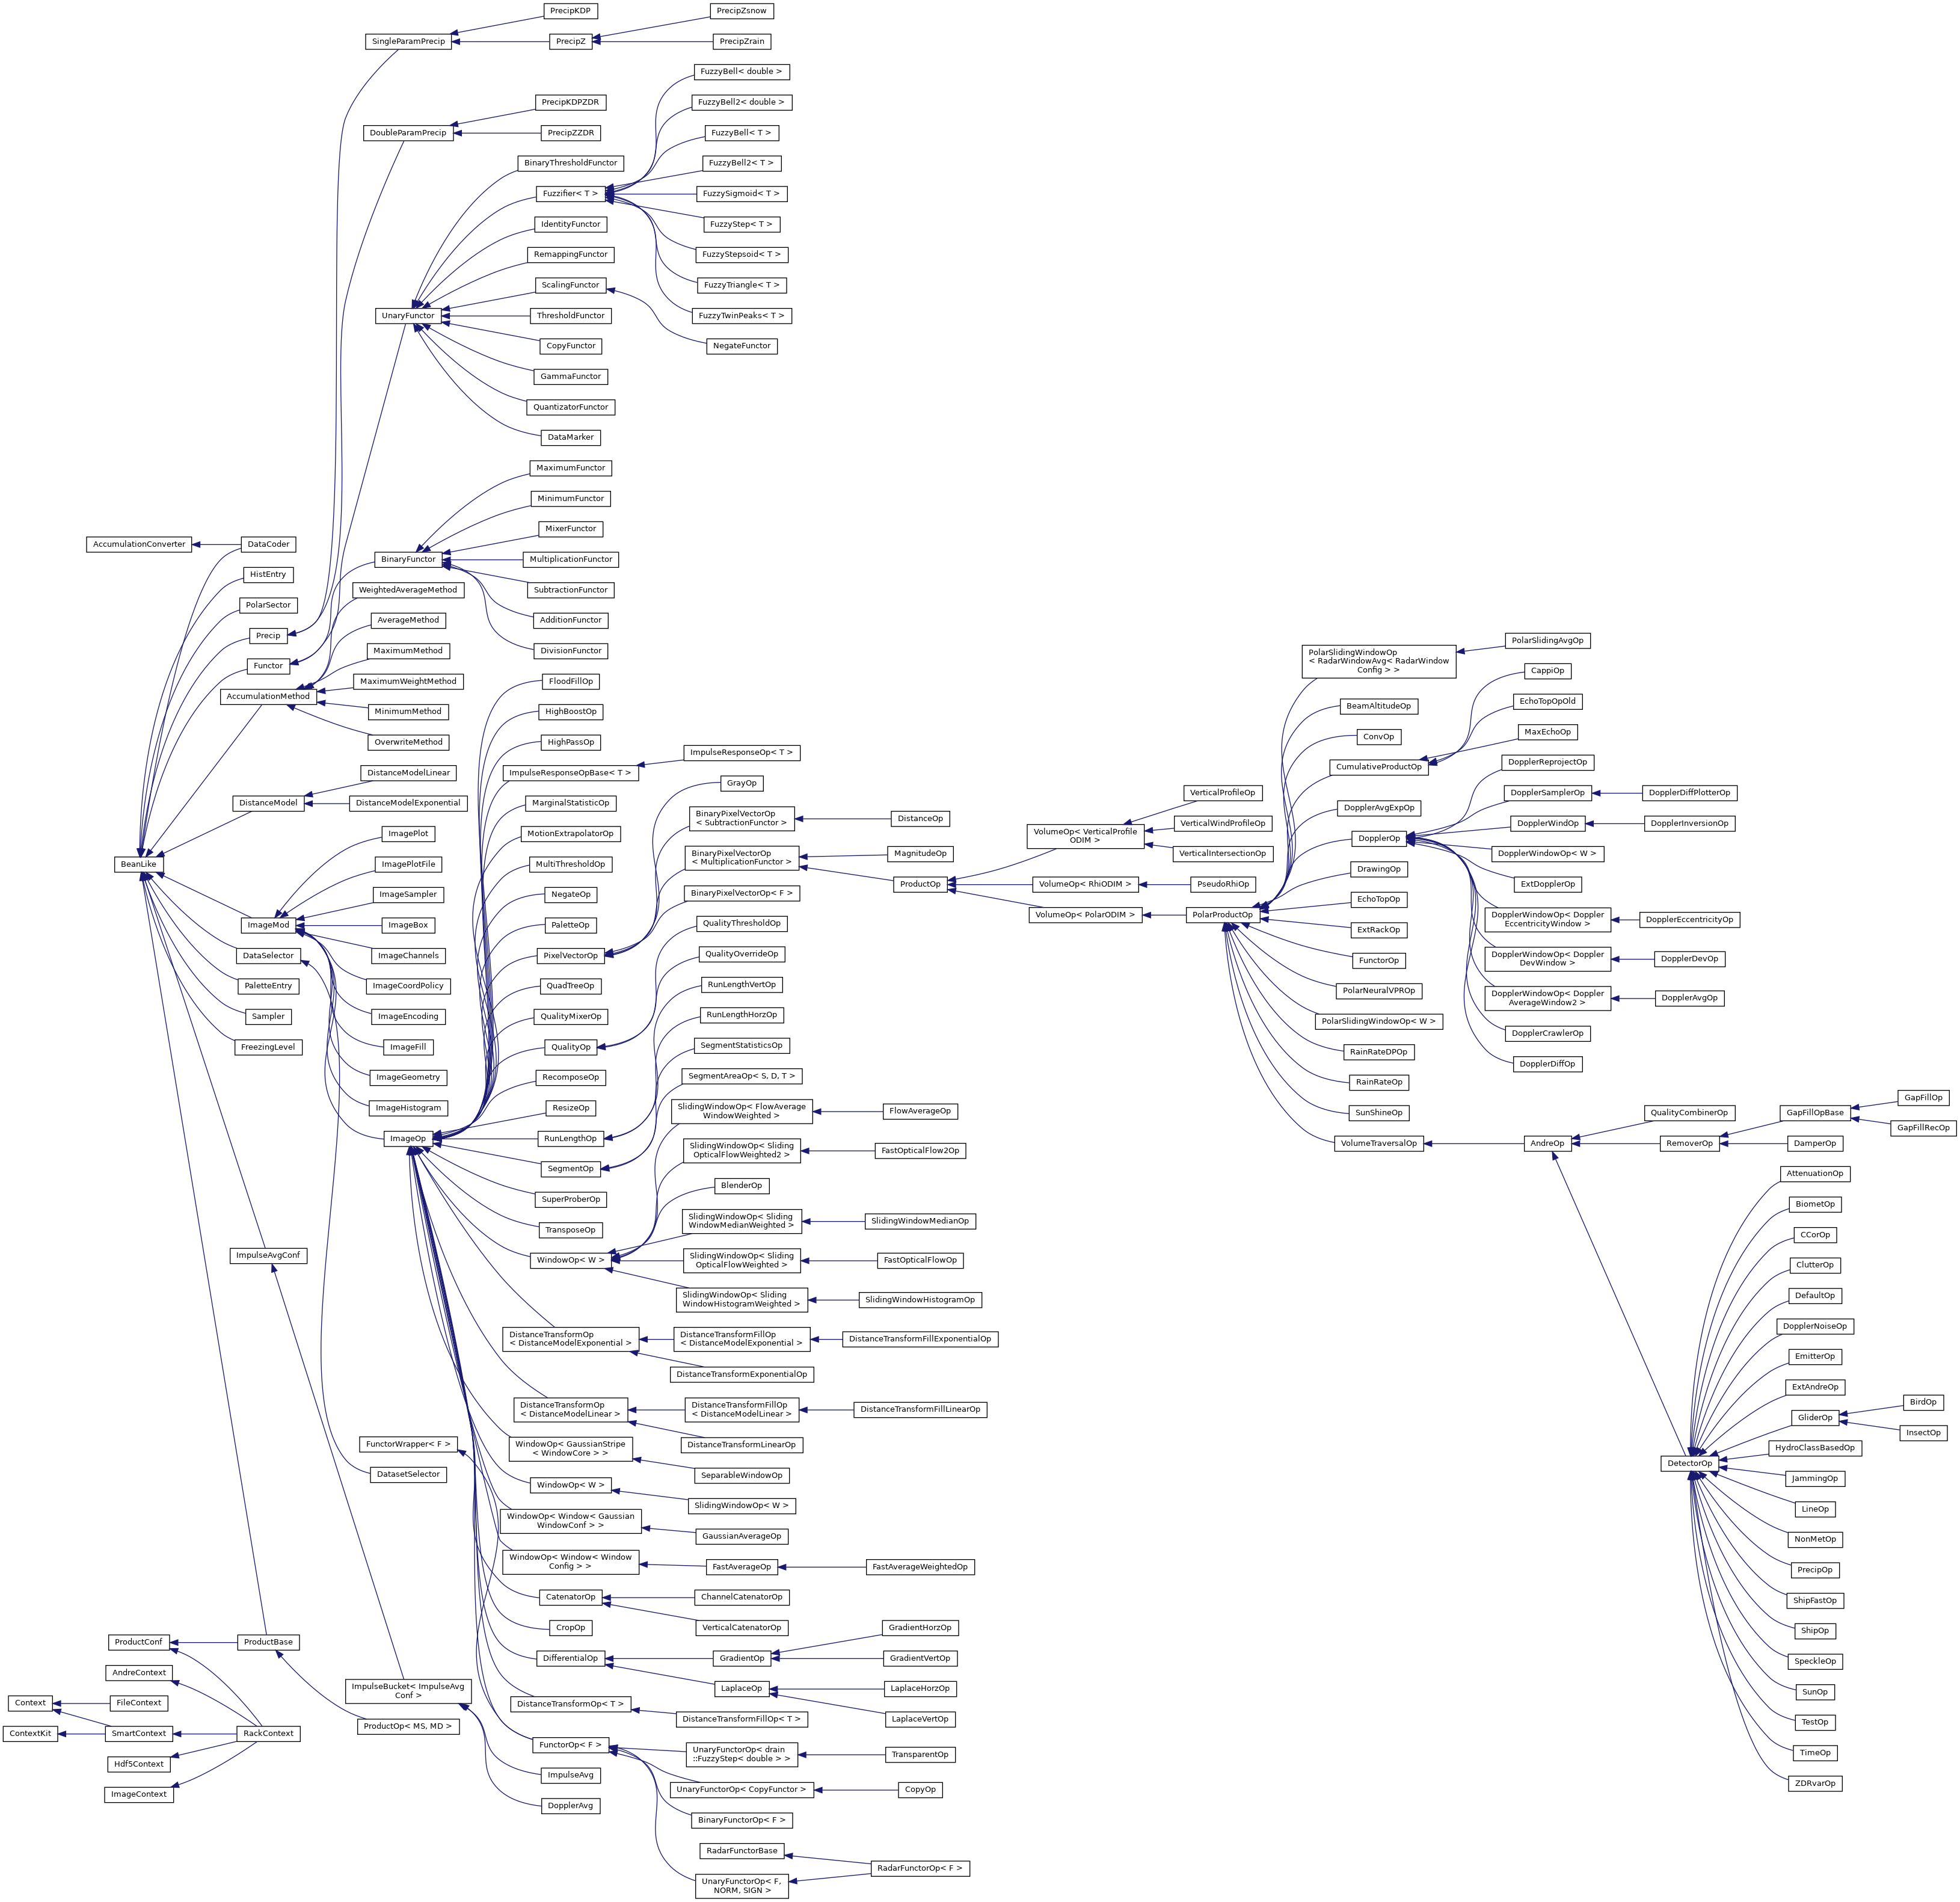 PrecipKDP
PrecipZsnow
SingleParamPrecip
PrecipZ
PrecipZrain
FuzzyBell< double >
PrecipKDPZDR
FuzzyBell2< double >
DoubleParamPrecip
PrecipZZDR
FuzzyBell< T >
BinaryThresholdFunctor
FuzzyBell2< T >
Fuzzifier< T >
FuzzySigmoid< T >
IdentityFunctor
FuzzyStep< T >
RemappingFunctor
FuzzyStepsoid< T >
ScalingFunctor
FuzzyTriangle< T >
UnaryFunctor
ThresholdFunctor
FuzzyTwinPeaks< T >
CopyFunctor
NegateFunctor
GammaFunctor
QuantizatorFunctor
DataMarker
MaximumFunctor
MinimumFunctor
MixerFunctor
AccumulationConverter
DataCoder
BinaryFunctor
MultiplicationFunctor
HistEntry
WeightedAverageMethod
SubtractionFunctor
PolarSector
AverageMethod
AdditionFunctor
Precip
MaximumMethod
DivisionFunctor
Functor
MaximumWeightMethod
FloodFillOp
AccumulationMethod
MinimumMethod
HighBoostOp
OverwriteMethod
HighPassOp
ImpulseResponseOp< T >
DistanceModelLinear
ImpulseResponseOpBase< T >
GrayOp
DistanceModel
DistanceModelExponential
MarginalStatisticOp
BinaryPixelVectorOp
< SubtractionFunctor >
DistanceOp
ImagePlot
MotionExtrapolatorOp
BeanLike
ImagePlotFile
MultiThresholdOp
BinaryPixelVectorOp
< MultiplicationFunctor >
MagnitudeOp
ImageSampler
NegateOp
BinaryPixelVectorOp< F >
ProductOp
ImageMod
ImageBox
PaletteOp
QualityThresholdOp
DataSelector
ImageChannels
PixelVectorOp
QualityOverrideOp
PaletteEntry
ImageCoordPolicy
QuadTreeOp
RunLengthVertOp
Sampler
ImageEncoding
QualityMixerOp
RunLengthHorzOp
FreezingLevel
ImageFill
QualityOp
SegmentStatisticsOp
ImageGeometry
RecomposeOp
SegmentAreaOp< S, D, T >
ImageHistogram
ResizeOp
SlidingWindowOp< FlowAverage
WindowWeighted >
FlowAverageOp
ImageOp
RunLengthOp
SlidingWindowOp< Sliding
OpticalFlowWeighted2 >
FastOpticalFlow2Op
SegmentOp
BlenderOp
SuperProberOp
SlidingWindowOp< Sliding
WindowMedianWeighted >
SlidingWindowMedianOp
TransposeOp
ImpulseAvgConf
WindowOp< W >
SlidingWindowOp< Sliding
OpticalFlowWeighted >
FastOpticalFlowOp
SlidingWindowOp< Sliding
WindowHistogramWeighted >
SlidingWindowHistogramOp
DistanceTransformOp
< DistanceModelExponential >
DistanceTransformFillOp
< DistanceModelExponential >
DistanceTransformFillExponentialOp
DistanceTransformExponentialOp
DistanceTransformOp
< DistanceModelLinear >
DistanceTransformFillOp
< DistanceModelLinear >
DistanceTransformFillLinearOp
DistanceTransformLinearOp
FunctorWrapper< F >
WindowOp< GaussianStripe
< WindowCore > >
DatasetSelector
SeparableWindowOp
WindowOp< W >
SlidingWindowOp< W >
WindowOp< Window< Gaussian
WindowConf > >
GaussianAverageOp
WindowOp< Window< Window
Config > >
FastAverageOp
FastAverageWeightedOp
CatenatorOp
ChannelCatenatorOp
CropOp
VerticalCatenatorOp
GradientHorzOp
ProductConf
ProductBase
DifferentialOp
GradientOp
GradientVertOp
AndreContext
ImpulseBucket< ImpulseAvg
Conf >
LaplaceOp
LaplaceHorzOp
Context
FileContext
DistanceTransformOp< T >
DistanceTransformFillOp< T >
LaplaceVertOp
ContextKit
SmartContext
RackContext
ProductOp< MS, MD >
FunctorOp< F >
UnaryFunctorOp< drain
::FuzzyStep< double > >
TransparentOp
Hdf5Context
ImpulseAvg
UnaryFunctorOp< CopyFunctor >
CopyOp
ImageContext
DopplerAvg
BinaryFunctorOp< F >
RadarFunctorBase
RadarFunctorOp< F >
UnaryFunctorOp< F,
NORM, SIGN >
VerticalProfileOp
VolumeOp< VerticalProfile
ODIM >
VerticalWindProfileOp
VerticalIntersectionOp
VolumeOp< RhiODIM >
PseudoRhiOp
VolumeOp< PolarODIM >
PolarProductOp
PolarSlidingWindowOp
< RadarWindowAvg< RadarWindow
Config > >
PolarSlidingAvgOp
CappiOp
BeamAltitudeOp
EchoTopOpOld
ConvOp
MaxEchoOp
CumulativeProductOp
DopplerReprojectOp
DopplerSamplerOp
DopplerDiffPlotterOp
DopplerAvgExpOp
DopplerWindOp
DopplerInversionOp
DopplerOp
DopplerWindowOp< W >
DrawingOp
ExtDopplerOp
EchoTopOp
DopplerWindowOp< Doppler
EccentricityWindow >
DopplerEccentricityOp
ExtRackOp
FunctorOp
DopplerWindowOp< Doppler
DevWindow >
DopplerDevOp
PolarNeuralVPROp
DopplerWindowOp< Doppler
AverageWindow2 >
DopplerAvgOp
PolarSlidingWindowOp< W >
DopplerCrawlerOp
RainRateDPOp
DopplerDiffOp
RainRateOp
SunShineOp
VolumeTraversalOp
AndreOp
QualityCombinerOp
RemoverOp
GapFillOpBase
GapFillOp
GapFillRecOp
DamperOp
AttenuationOp
BiometOp
CCorOp
ClutterOp
DefaultOp
DopplerNoiseOp
EmitterOp
ExtAndreOp
BirdOp
GliderOp
InsectOp
HydroClassBasedOp
DetectorOp
JammingOp
LineOp
NonMetOp
PrecipOp
ShipFastOp
ShipOp
SpeckleOp
SunOp
TestOp
TimeOp
ZDRvarOp